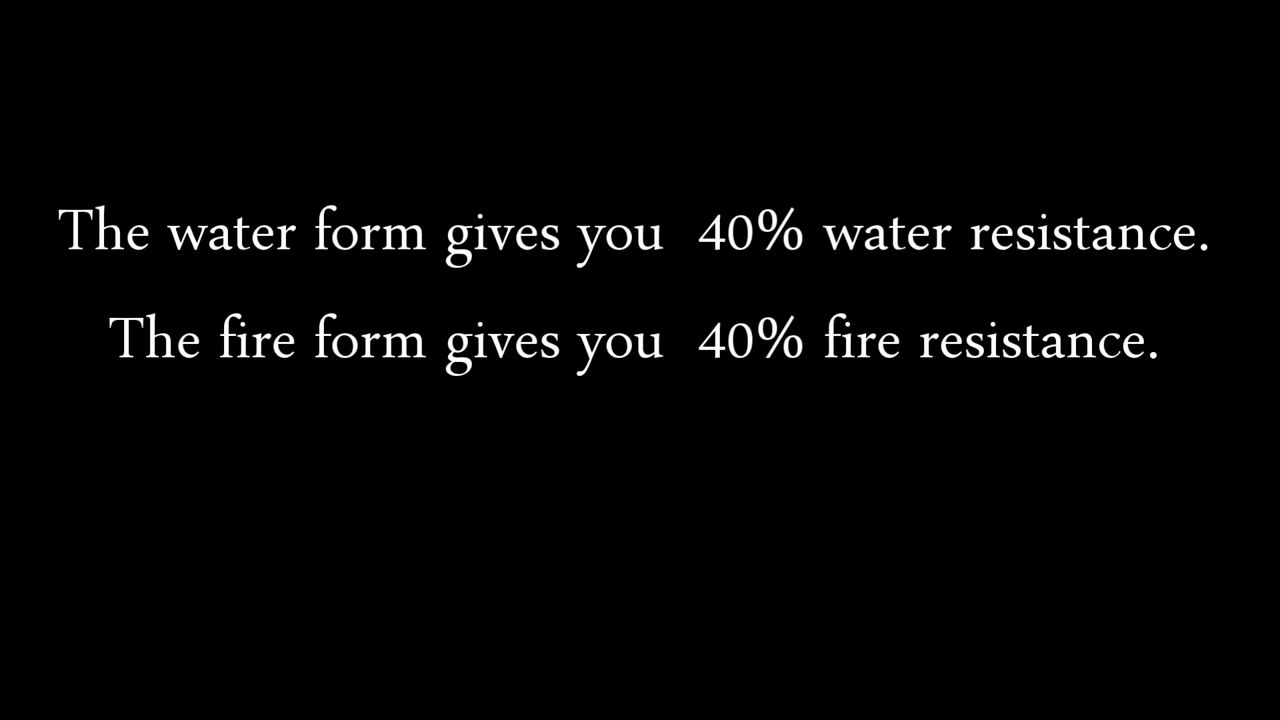 The water form gives you  40% water resistance.
The fire form gives you  40% fire resistance.